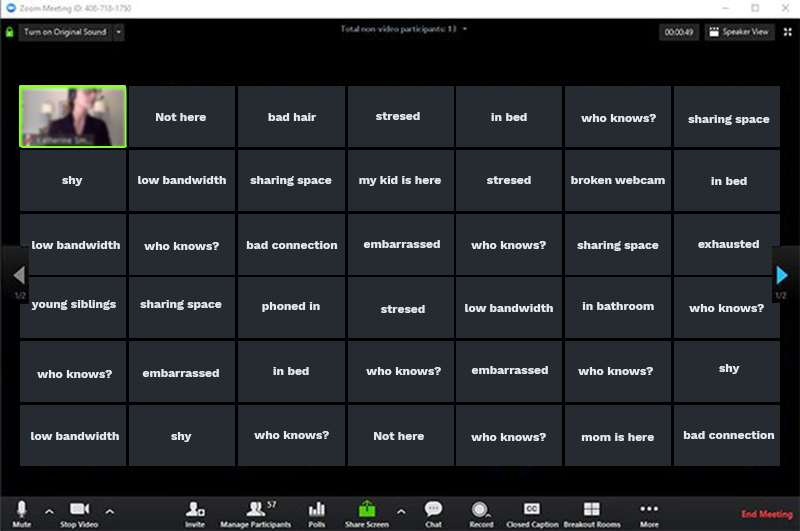 Zoom Meeting ID: 408-718-1750
Turn on Original Sound
Total non-video participants: 13
00:00:49
Speaker View
Not here
bad hair
stresed
in bed
who knows?
sharing space
shy
low bandwidth
sharing space
my kid is here
stresed
broken webcam
in bed
low bandwidth
who knows?
bad connection
embarrassed
who knows?
sharing space
exhausted
1/2
1/2
young siblings
sharing space
phoned in
stresed
low bandwidth
in bathroom
who knows?
who knows?
embarrassed
in bed
who knows?
embarrassed
who knows?
shy
low bandwidth
shy
who knows?
Not here
who knows?
mom is here
bad connection
57
Mute
Stop Video
Invite
Manage Participants
Polls
Share Screen
Chat
Record
CC
Closed Caption
Breakout Rooms
More
End Meeting